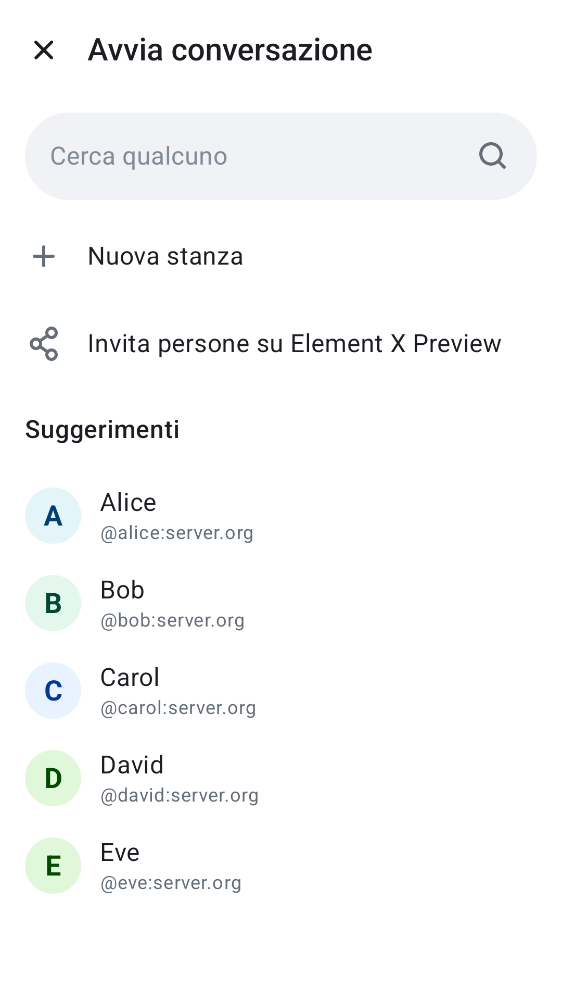 Avvia conversazione
Cerca qualcuno
Nuova stanza
Invita persone su Element X Preview
Suggerimenti
A
Alice
@alice:server.org
B
Bob
@bob:server.org
C
Carol
@carol:server.org
D
David
@david:server.org
E
Eve
@eve:server.org